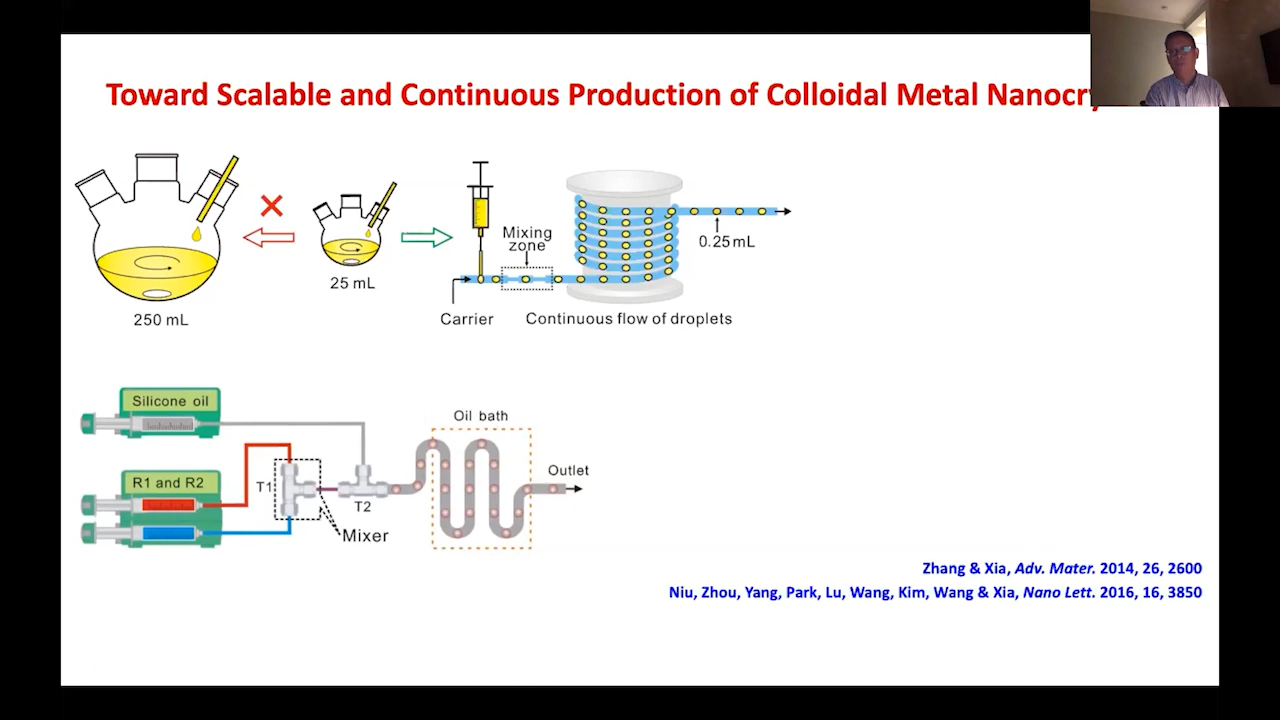 Toward Scalable and Continuous Production of Colloidal Metal
Mixing
zone
0.25 mL
25 mL
250 mL
Carrier
Continuous flow of droplets
Silicone oil
Oil bath
R1 and R2
T1
T2
Outlet
Mixer
Zhang & Xia, Adv. Mater. 2014, 26, 2600
Niu, Zhou, Yang, Park, Lu, Wang, Kim, Wang & Xia, Nano Lett. 2016, 16, 3850